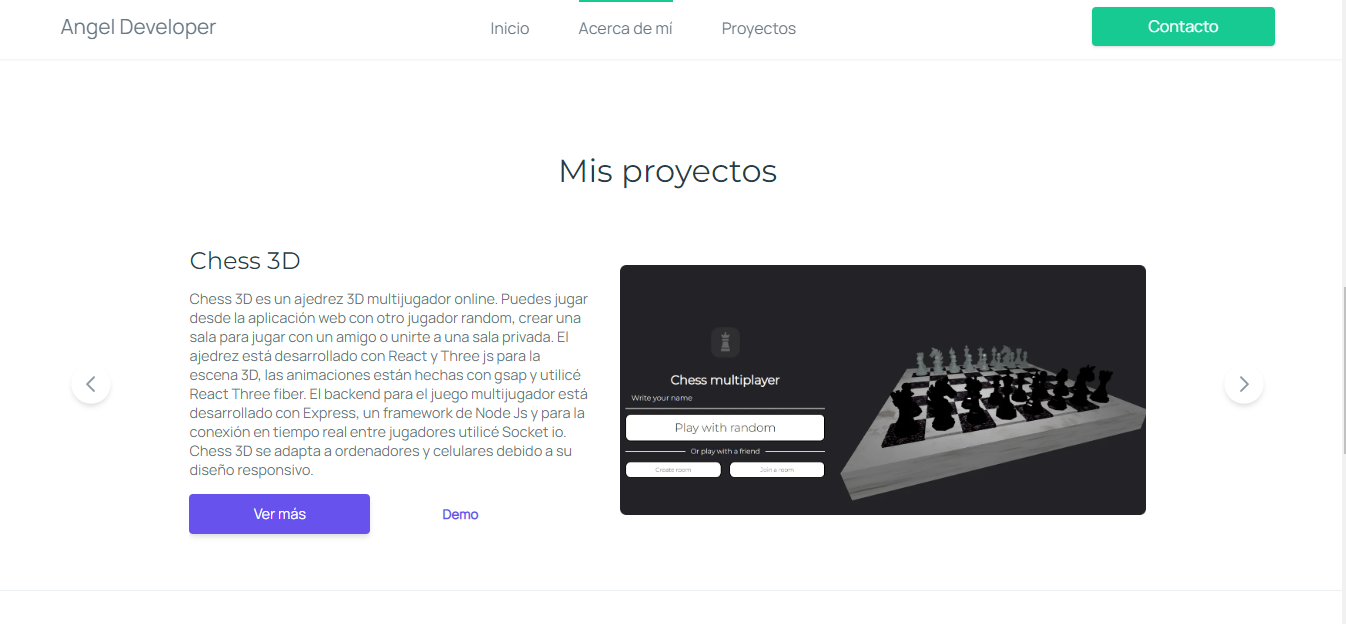 Angel Developer
Inicio
Acerca de mí
Proyectos
Contacto
Mis proyectos
Chess 3D
Chess 3D es un ajedrez 3D multijugador online. Puedes jugar
desde la aplicación web con otro jugador random, crear una
sala para jugar con un amigo o unirte a una sala privada. El
ajedrez está desarrollado con React y Three js para la
escena 3D, las animaciones están hechas con gsap y utilicé
React Three fiber. El backend para el juego multijugador está
desarrollado con Express, un framework de Node Js y para la
conexión en tiempo real entre jugadores utilicé Socket io.
Chess 3D se adapta a ordenadores y celulares debido a su
diseño responsivo.
Ver más
Demo
Chess multiplayer
Write your name
Play with random
Or play with a friend
Create room
Join a room